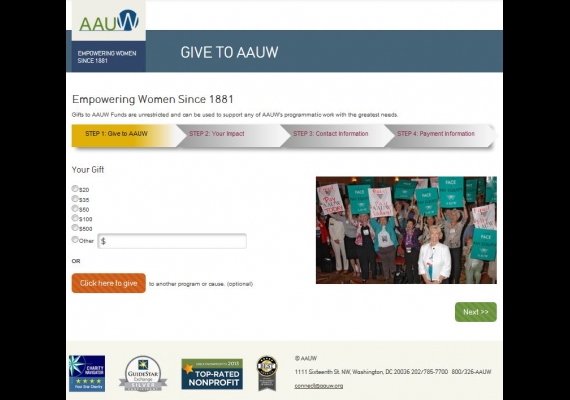 AAUW
EMPOWERING WOMEN
SINCE 1881
GIVE TO AAUW
Empowering Women Since 1881
Gifts to AAUW Funds are unrestricted and can be used to support any of AAUW's programmatic work with the greatest needs.
STEP 1: Give to AAUW
STEP 2: Your Impact
STEP 3: Contact Information
STEP 4: Payment Information
Your Gift
$20
$35
$50
$100
$500
Other $
OR
Click here to give to another program or cause. (optional)
Next >>
CHARITY
NAVIGATOR
Four Star Charity
GUIDESTAR
Exchange
SILVER
2013
TOP-RATED
NONPROFIT
BEST
© AAUW
1111 Sixteenth St. NW, Washington, DC 20036 202/785-7700 800/326-AAUW
connect@aauw.org